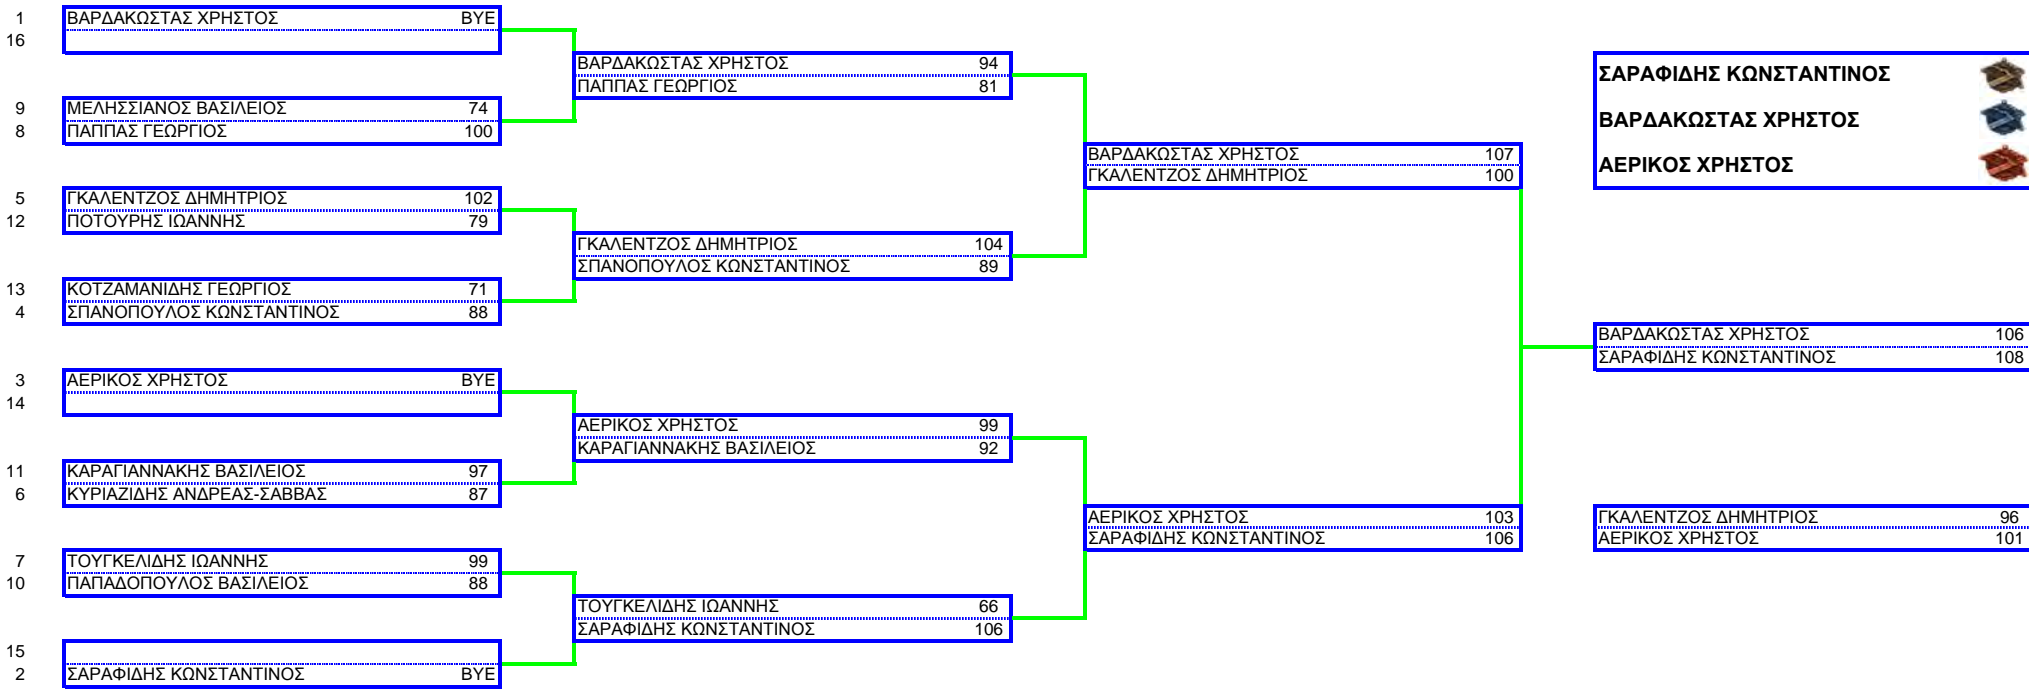 1 ΒΑΡΔΑΚΩΣΤΑΣ ΧΡΗΣΤΟΣ BYE
16
9 ΜΕΛΗΣΣΙΑΝΟΣ ΒΑΣΙΛΕΙΟΣ 74
8 ΠΑΠΠΑΣ ΓΕΩΡΓΙΟΣ 100
5 ΓΚΑΛΕΝΤΖΟΣ ΔΗΜΗΤΡΙΟΣ 102
12 ΠΟΤΟΥΡΗΣ ΙΩΑΝΝΗΣ 79
13 ΚΟΤΖΑΜΑΝΙΔΗΣ ΓΕΩΡΓΙΟΣ 71
4 ΣΠΑΝΟΠΟΥΛΟΣ ΚΩΝΣΤΑΝΤΙΝΟΣ 88
3 ΑΕΡΙΚΟΣ ΧΡΗΣΤΟΣ BYE
14
11 ΚΑΡΑΓΙΑΝΝΑΚΗΣ ΒΑΣΙΛΕΙΟΣ 97
6 ΚΥΡΙΑΖΙΔΗΣ ΑΝΔΡΕΑΣ-ΣΑΒΒΑΣ 87
7 ΤΟΥΓΚΕΛΙΔΗΣ ΙΩΑΝΝΗΣ 99
10 ΠΑΠΑΔΟΠΟΥΛΟΣ ΒΑΣΙΛΕΙΟΣ 88
15
2 ΣΑΡΑΦΙΔΗΣ ΚΩΝΣΤΑΝΤΙΝΟΣ BYE
ΒΑΡΔΑΚΩΣΤΑΣ ΧΡΗΣΤΟΣ 94
ΠΑΠΠΑΣ ΓΕΩΡΓΙΟΣ 81
ΓΚΑΛΕΝΤΖΟΣ ΔΗΜΗΤΡΙΟΣ 104
ΣΠΑΝΟΠΟΥΛΟΣ ΚΩΝΣΤΑΝΤΙΝΟΣ 89
ΑΕΡΙΚΟΣ ΧΡΗΣΤΟΣ 99
ΚΑΡΑΓΙΑΝΝΑΚΗΣ ΒΑΣΙΛΕΙΟΣ 92
ΤΟΥΓΚΕΛΙΔΗΣ ΙΩΑΝΝΗΣ 66
ΣΑΡΑΦΙΔΗΣ ΚΩΝΣΤΑΝΤΙΝΟΣ 106
ΒΑΡΔΑΚΩΣΤΑΣ ΧΡΗΣΤΟΣ 107
ΓΚΑΛΕΝΤΖΟΣ ΔΗΜΗΤΡΙΟΣ 100
ΑΕΡΙΚΟΣ ΧΡΗΣΤΟΣ 103
ΣΑΡΑΦΙΔΗΣ ΚΩΝΣΤΑΝΤΙΝΟΣ 106
ΣΑΡΑΦΙΔΗΣ ΚΩΝΣΤΑΝΤΙΝΟΣ
ΒΑΡΔΑΚΩΣΤΑΣ ΧΡΗΣΤΟΣ
ΑΕΡΙΚΟΣ ΧΡΗΣΤΟΣ
ΒΑΡΔΑΚΩΣΤΑΣ ΧΡΗΣΤΟΣ 106
ΣΑΡΑΦΙΔΗΣ ΚΩΝΣΤΑΝΤΙΝΟΣ 108
ΓΚΑΛΕΝΤΖΟΣ ΔΗΜΗΤΡΙΟΣ 96
ΑΕΡΙΚΟΣ ΧΡΗΣΤΟΣ 101